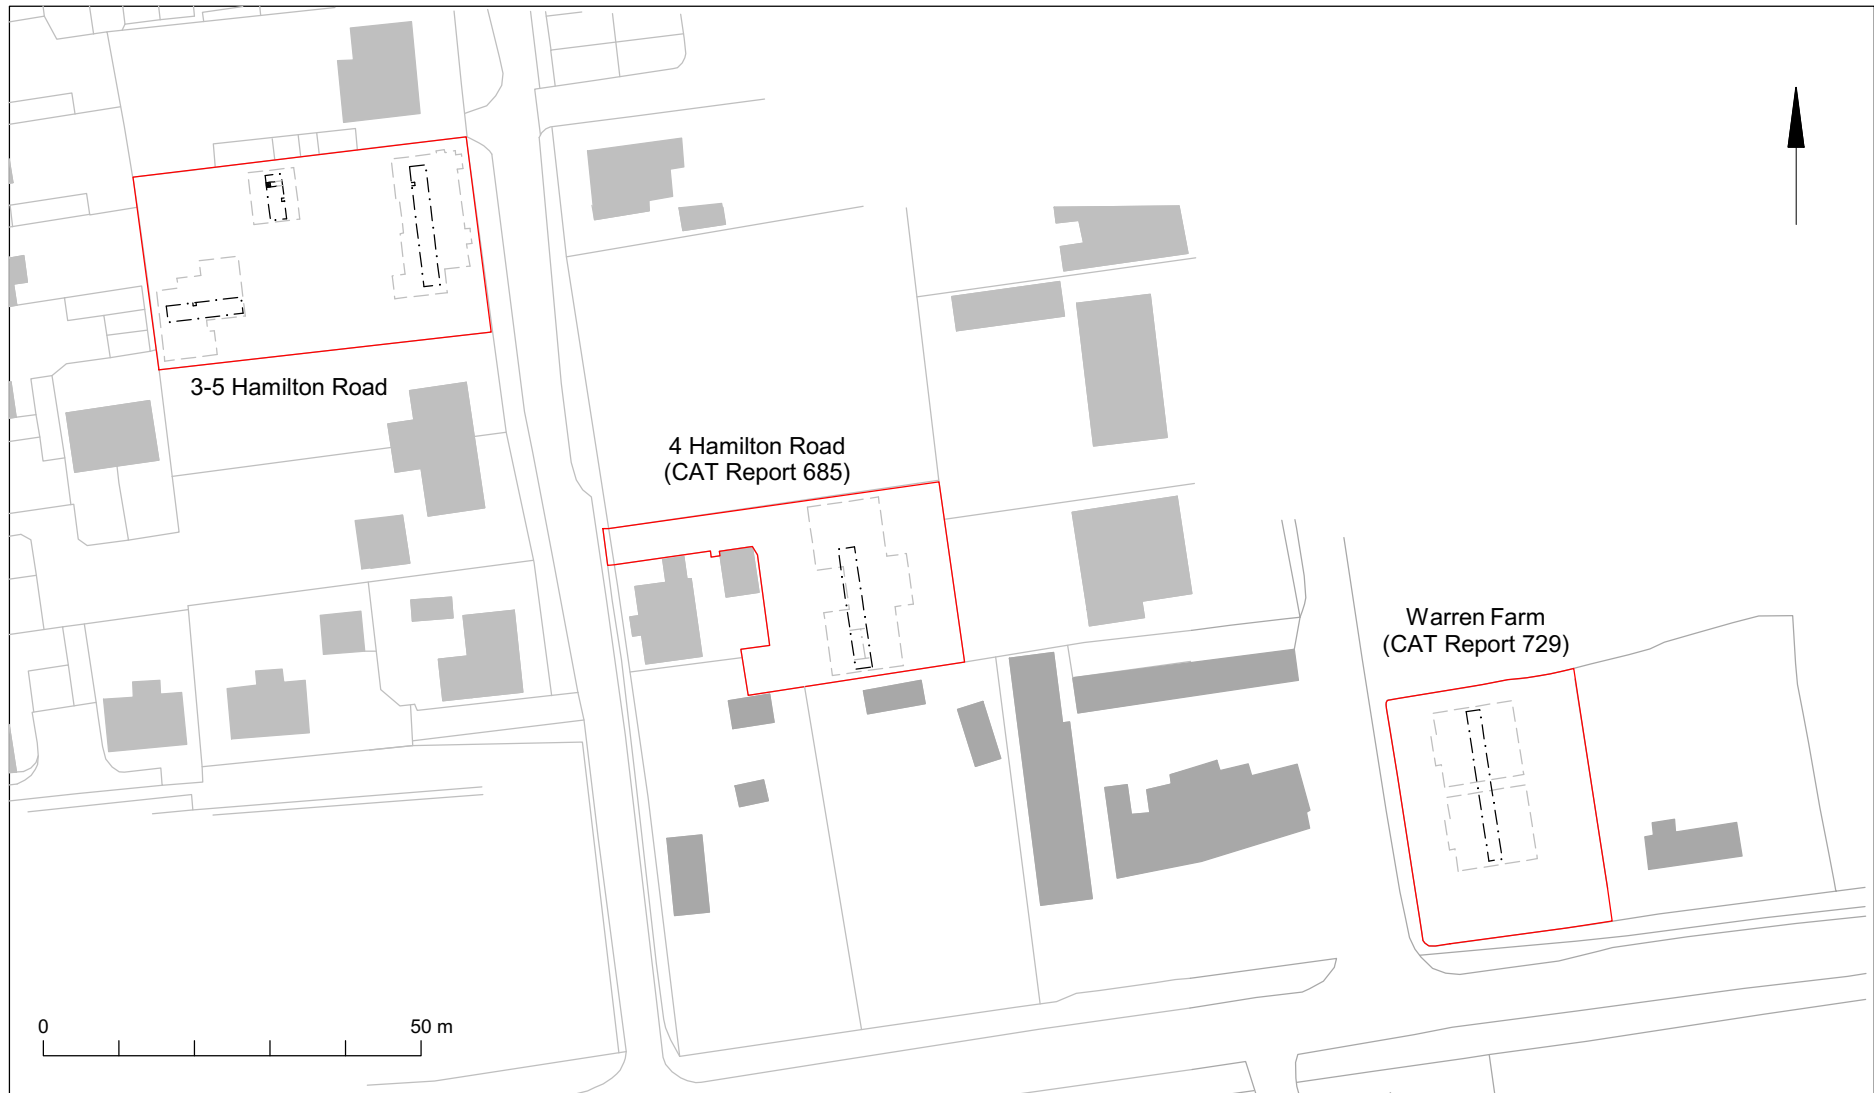 3-5 Hamilton Road
4 Hamilton Road
(CAT Report 685)
Warren Farm
(CAT Report 729)
0
50 m